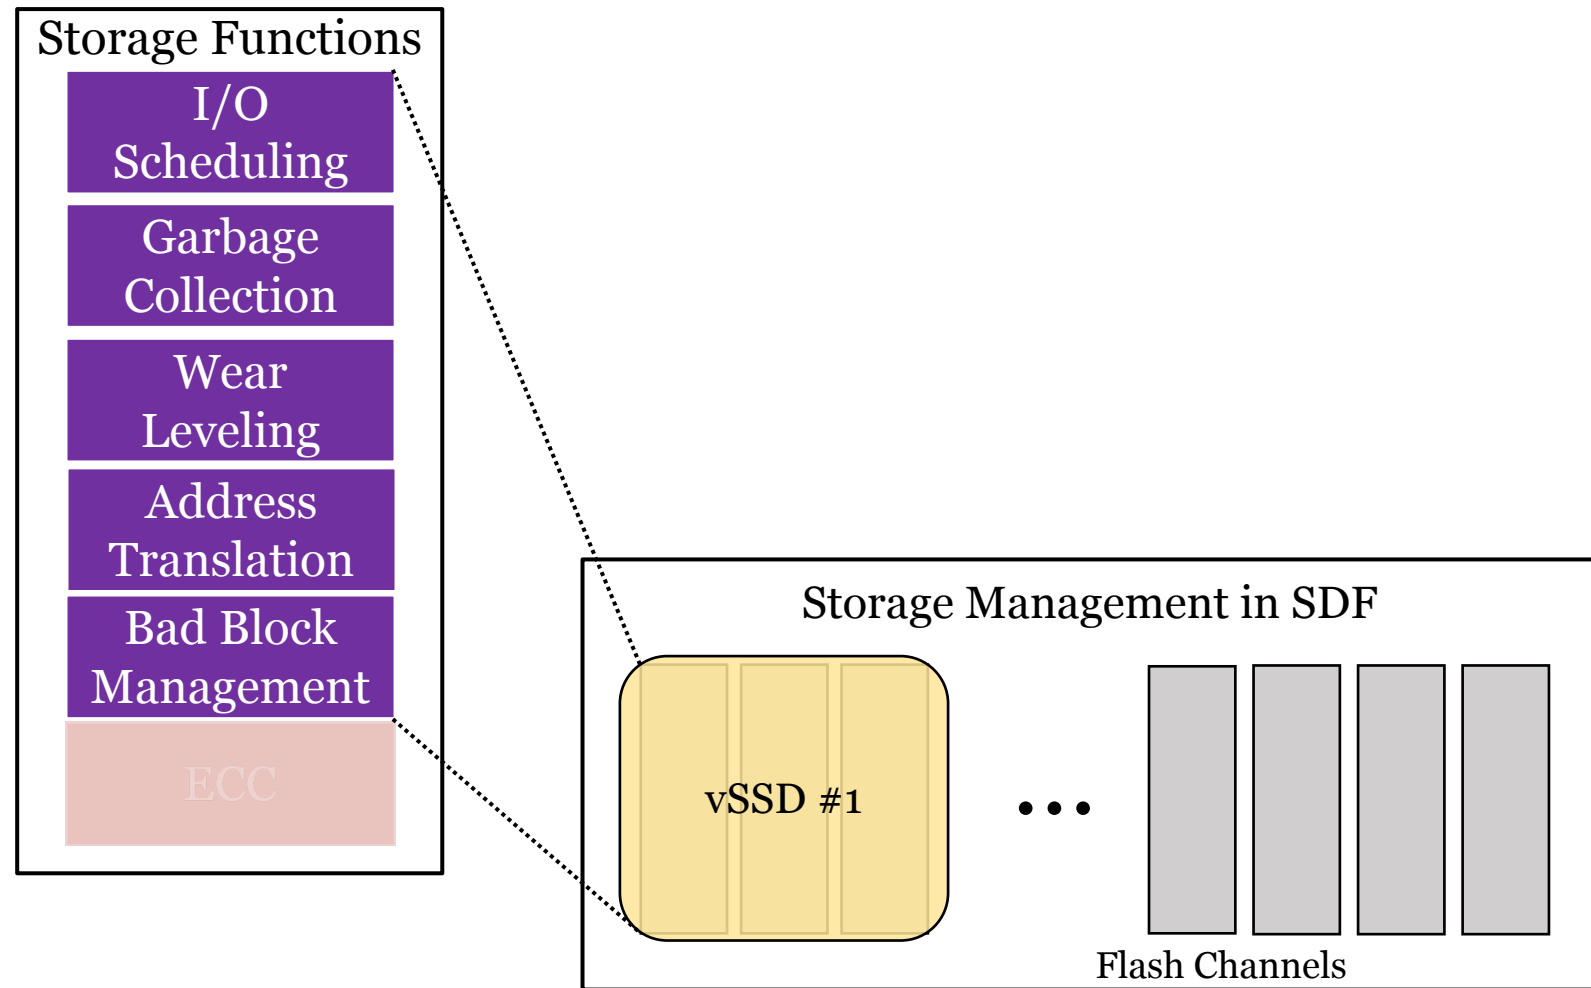 Storage Functions
I/O
Scheduling
Garbage
Collection
Wear
Leveling
Address
Translation
Bad Block
Management
ECC
Storage Management in SDF
vSSD #1
Flash Channels